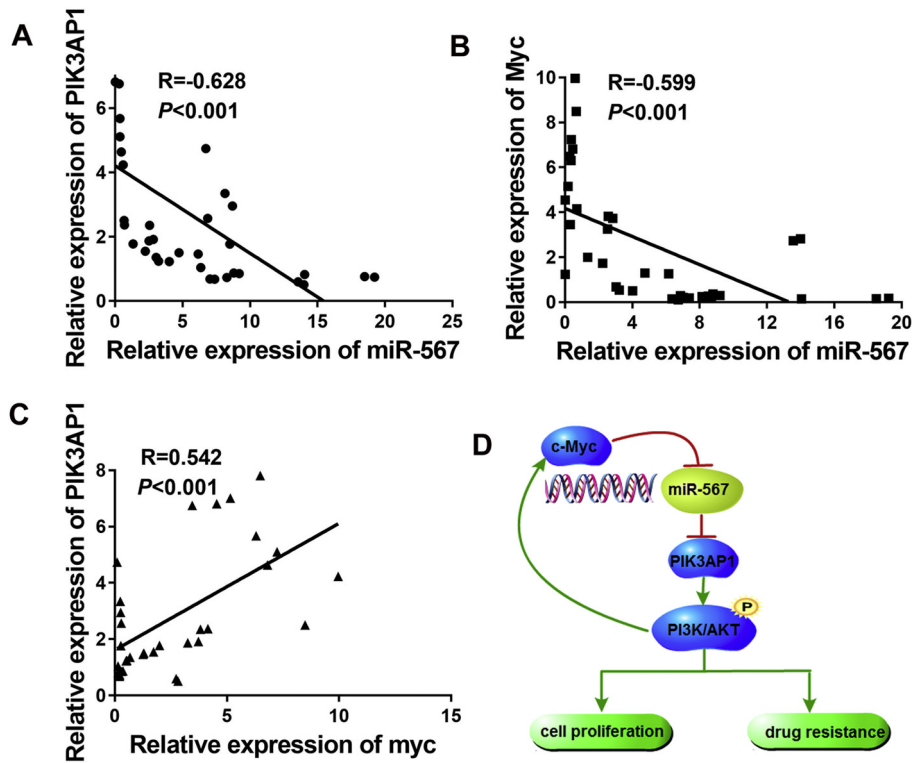 A
R=-0.628
P<0.001
Relative expression of PIK3AP1
6
4
2
0
0 5 10 15 20 25
Relative expression of miR-567
B
R=-0.599
P<0.001
Relative expression of Myc
10
8
6
4
2
0
0 4 8 12 16 20
Relative expression of miR-567
C
R=0.542
P<0.001
Relative expression of PIK3AP1
8
6
4
2
0
0 5 10 15
Relative expression of myc
D
c-Myc
miR-567
PIK3AP1
P
PI3K/AKT
cell proliferation
drug resistance